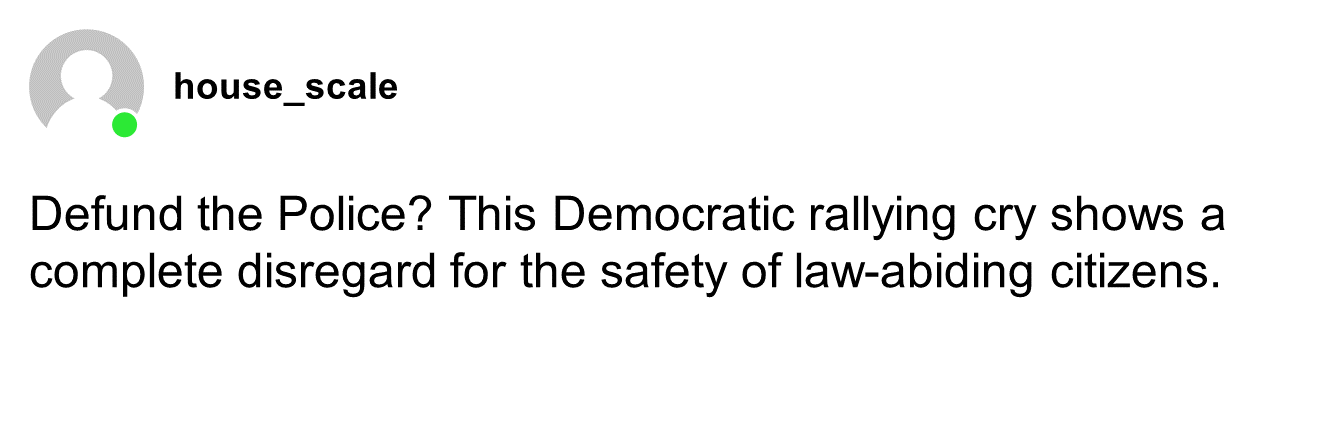 house_scale
Defund the Police? This Democratic rallying cry shows a
complete disregard for the safety of law-abiding citizens.